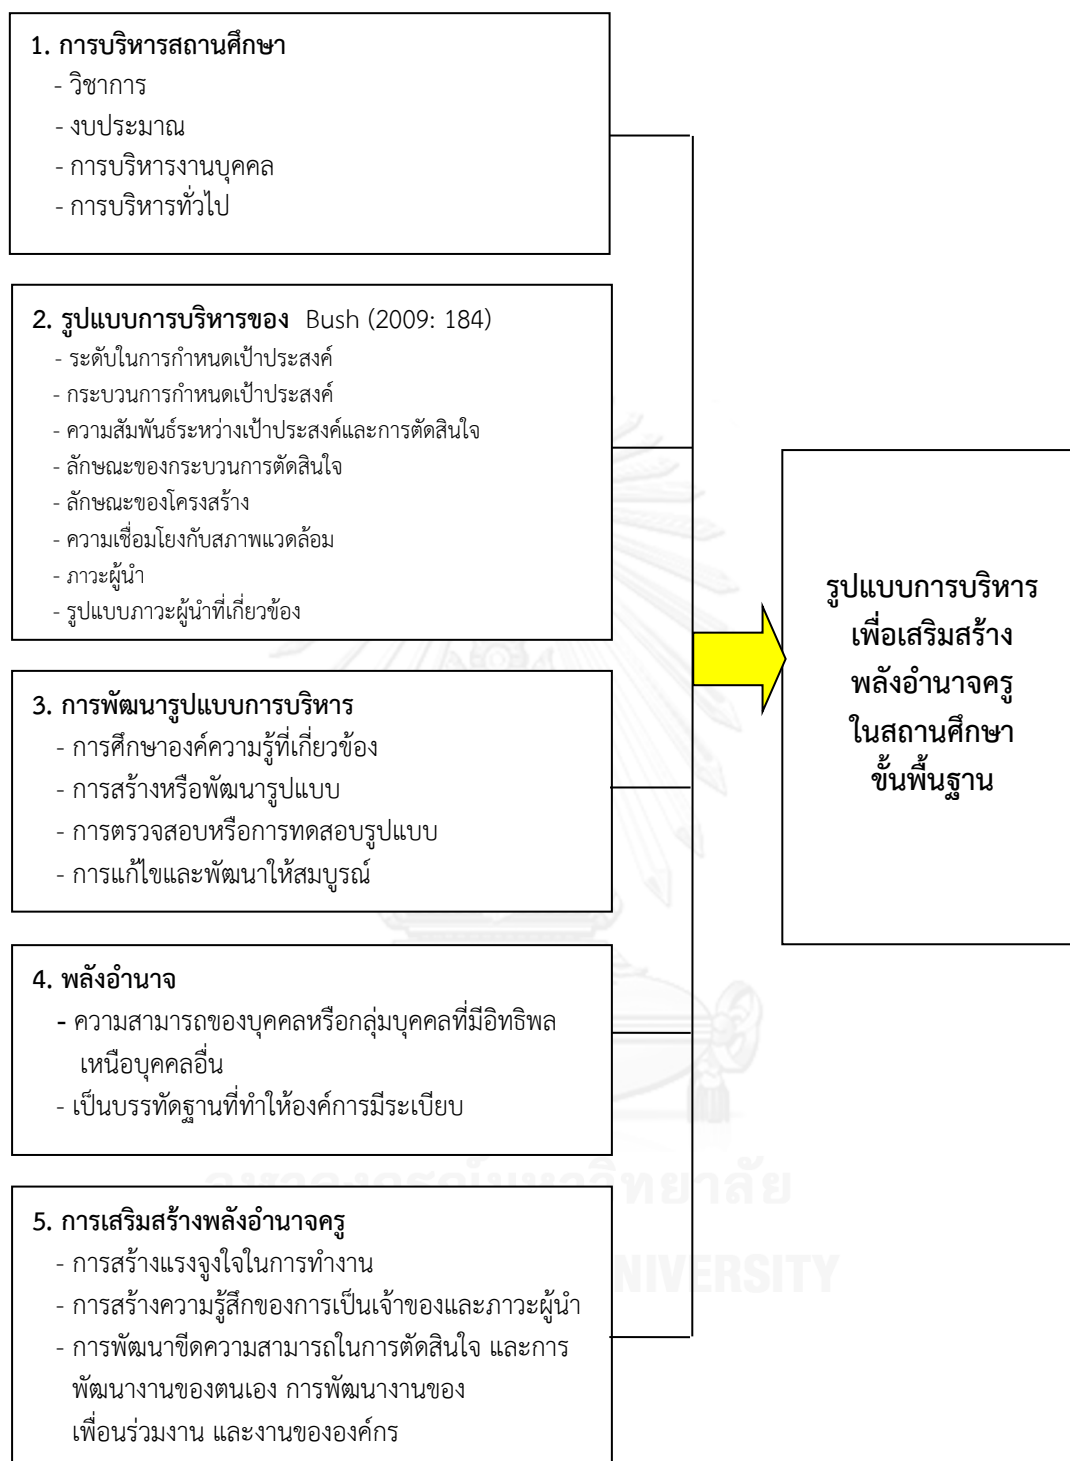 1. การบริหารสถานศึกษา
- วิชาการ
- งบประมาณ
- การบริหารงานบุคคล
- การบริหารทั่วไป
2. รูปแบบการบริหารของ Bush (2009: 184)
- ระดับในการกำหนดเป้าประสงค์
- กระบวนการกำหนดเป้าประสงค์
- ความสัมพันธ์ระหว่างเป้าประสงค์และการตัดสินใจ
- ลักษณะของกระบวนการตัดสินใจ
- ลักษณะของโครงสร้าง
- ความเชื่อมโยงกับสภาพแวดล้อม
- ภาวะผู้นำ
- รูปแบบภาวะผู้นำที่เกี่ยวข้อง
3. การพัฒนารูปแบบการบริหาร
- การศึกษาองค์ความรู้ที่เกี่ยวข้อง
- การสร้างหรือพัฒนารูปแบบ
- การตรวจสอบหรือการทดสอบรูปแบบ
- การแก้ไขและพัฒนาให้สมบูรณ์
4. พลังอำนาจ
- ความสามารถของบุคคลหรือกลุ่มบุคคลที่มีอิทธิพล
เหนือบุคคลอื่น
- เป็นบรรทัดฐานที่ทำให้องค์การมีระเบียบ
5. การเสริมสร้างพลังอำนาจครู
- การสร้างแรงจูงใจในการทำงาน
- การสร้างความรู้สึกของการเป็นเจ้าของและภาวะผู้นำ
- การพัฒนาขีดความสามารถในการตัดสินใจ และการ
พัฒนางานของตนเอง การพัฒนางานของ
เพื่อนร่วมงาน และงานขององค์กร
รูปแบบการบริหาร
เพื่อเสริมสร้าง
พลังอำนาจครู
ในสถานศึกษา
ขั้นพื้นฐาน